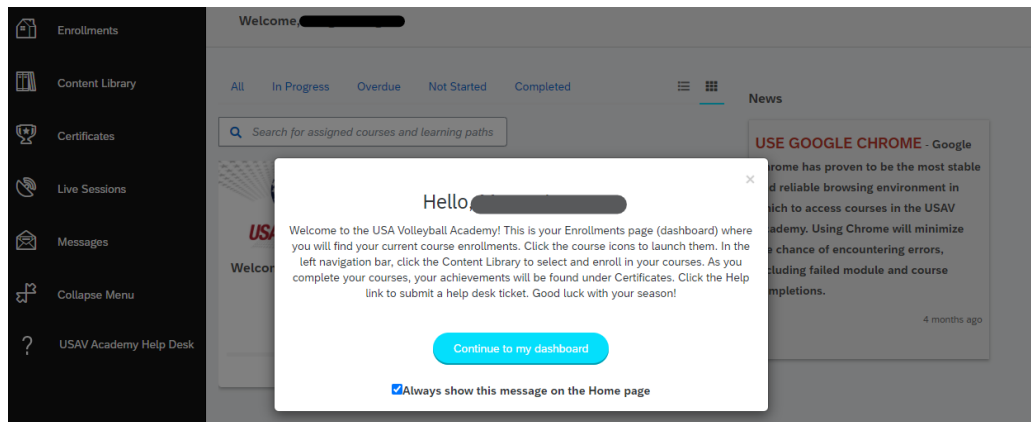 Enrollments
Content Library
Certificates
Live Sessions
Messages
Collapse Menu
USAV Academy Help Desk
Welcome,
All In Progress Overdue Not Started Completed
Search for assigned courses and learning paths
News
USE GOOGLE CHROME - Google
rome has proven to be the most stable
d reliable browsing environment in
ich to access courses in the USAV
ademy. Using Chrome will minimize
e chance of encountering errors,
cluding failed module and course
mpletions.
4 months ago
USA
Welcor
×
Hello,
Welcome to the USA Volleyball Academy! This is your Enrollments page (dashboard) where
you will find your current course enrollments. Click the course icons to launch them. In the
left navigation bar, click the Content Library to select and enroll in your courses. As you
complete your courses, your achievements will be found under Certificates. Click the Help
link to submit a help desk ticket. Good luck with your season!
Continue to my dashboard
Always show this message on the Home page